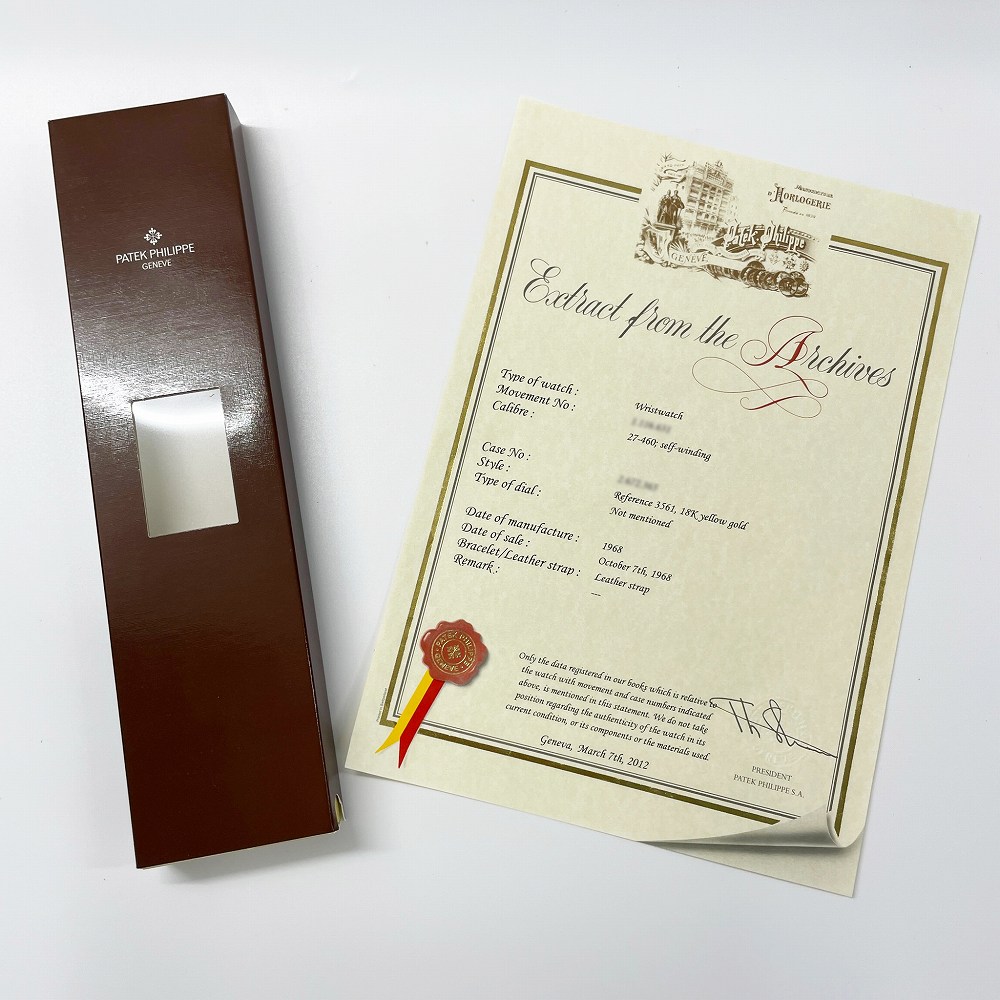 PATEK PHILIPPE
GENEVE
D'HORLOGERIE
Patek Philippe
GENÈVE
Extract from the Archives
Type of watch : Wristwatch
Movement No :
Calibre : 27-460; self-winding
Case No :
Style : Reference 3561, 18K yellow gold
Type of dial : Not mentioned
Date of manufacture : 1968
Date of sale : October 7th, 1968
Bracelet/Leather strap : Leather strap
Remark : ---
PATEK PHILIPPE
GENEVE
Only the data registered in our books which is relative to
the watch with movement and case numbers indicated
above, is mentioned in this statement. We do not take
position regarding the authenticity of the watch in its
current condition, or its components or the materials used.
Geneva, March 7th, 2012
PRESIDENT
PATEK PHILIPPE S.A.